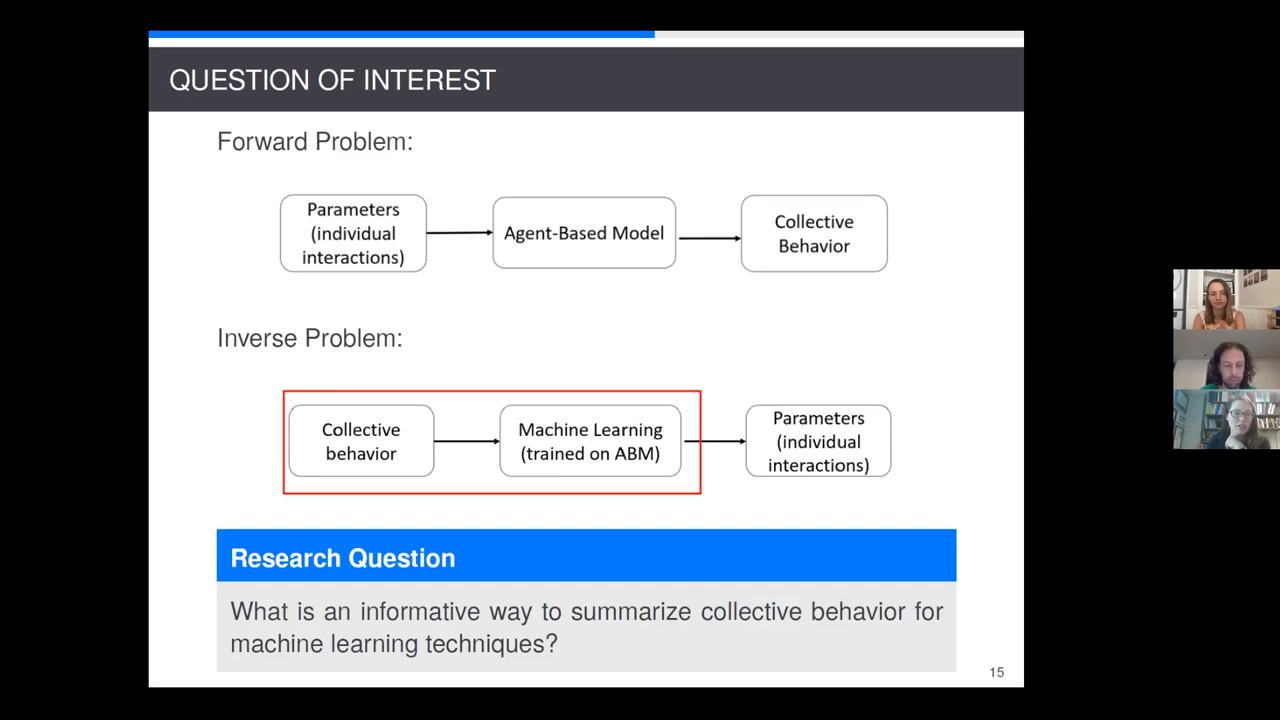 QUESTION OF INTEREST
Forward Problem:
Parameters
(individual
interactions)
Agent-Based Model
Collective
Behavior
Inverse Problem:
Collective
behavior
Machine Learning
(trained on ABM)
Parameters
(individual
interactions)
Research Question
What is an informative way to summarize collective behavior for
machine learning techniques?
15